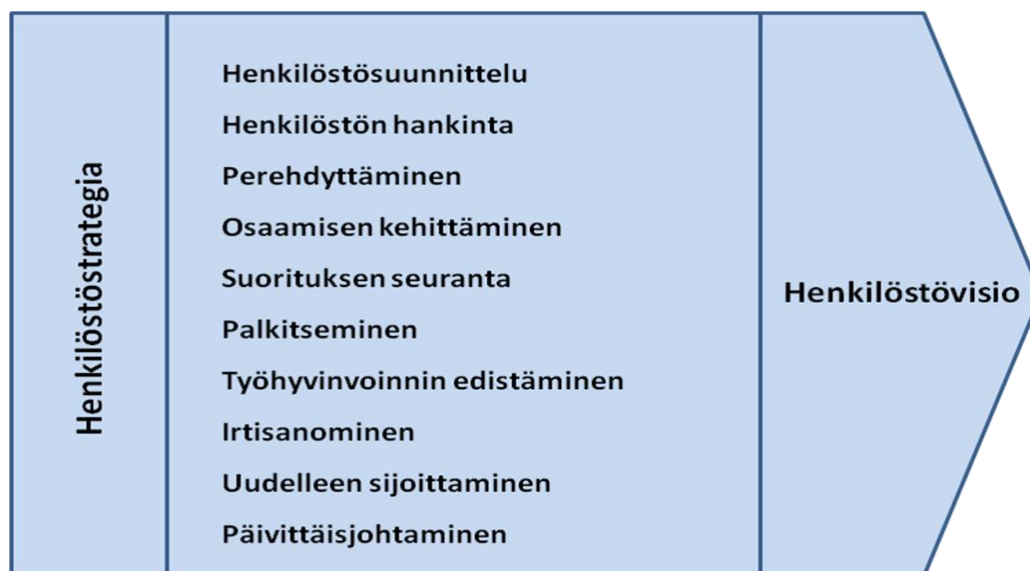 Henkilöstöstrategia
Henkilöstösuunnittelu
Henkilöstön hankinta
Perehdyttäminen
Osaamisen kehittäminen
Suorituksen seuranta
Palkitseminen
Työhyvinvoinnin edistäminen
Irtisanominen
Uudelleen sijoittaminen
Päivittäisjohtaminen
Henkilöstövisio